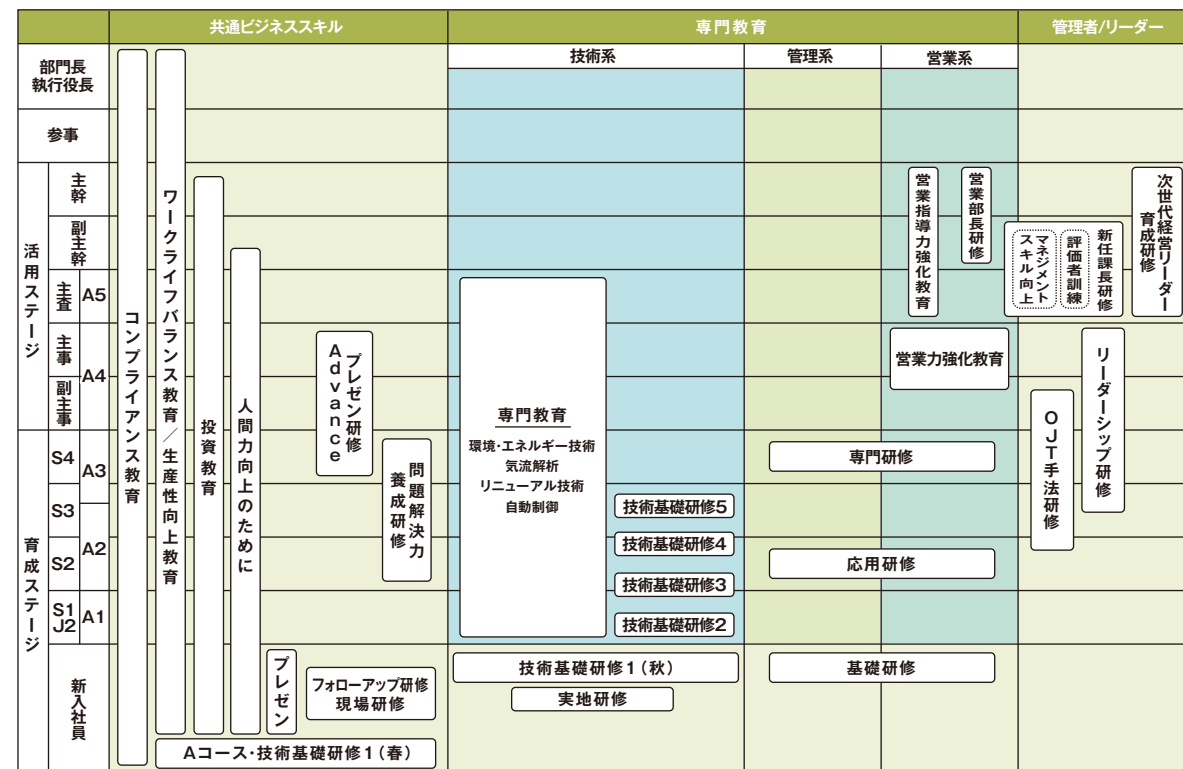 共通ビジネススキル
専門教育
管理者/リーダー
技術系
管理系
営業系
部門長
執行役長
参事
活用ステージ
主幹
副主幹
主査
A5
主事
副主事
A4
育成ステージ
S4
A3
S3
S2
A2
S1
J2
A1
新入社員
コンプライアンス教育
ワークライフバランス教育/生産性向上教育
投資教育
人間力向上のために
プレゼン研修
Advance
問題解決力
養成研修
プレゼン
フォローアップ研修
現場研修
Aコース・技術基礎研修1(春)
専門教育
環境・エネルギー技術
気流解析
リニューアル技術
自動制御
技術基礎研修5
技術基礎研修4
技術基礎研修3
技術基礎研修2
技術基礎研修1(秋)
実地研修
専門研修
応用研修
基礎研修
営業指導力強化教育
営業部長研修
営業力強化教育
新任課長研修
評価者訓練
マネジメント
スキル向上
次世代経営リーダー
育成研修
リーダーシップ研修
OJT手法研修